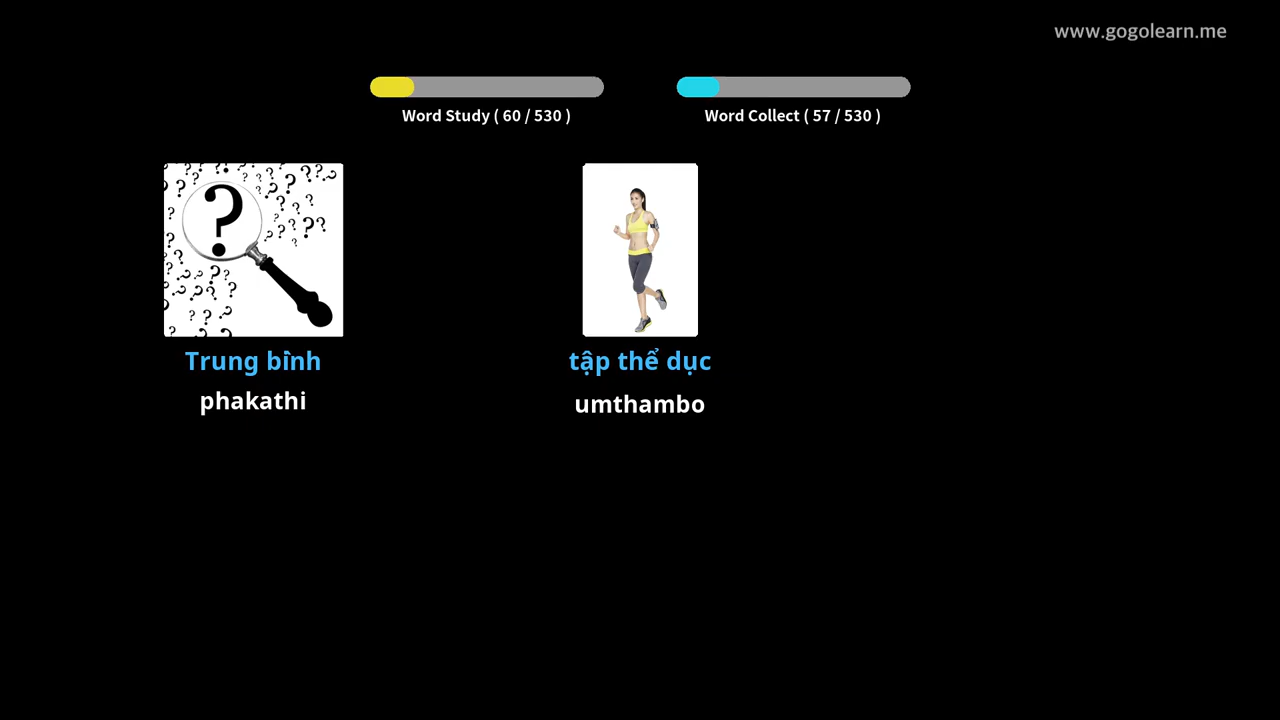 www.gogolearn.me
Word Study ( 60 / 530 )
Word Collect ( 57 / 530 )
Trung bình
phakathi
tập thể dục
umthambo